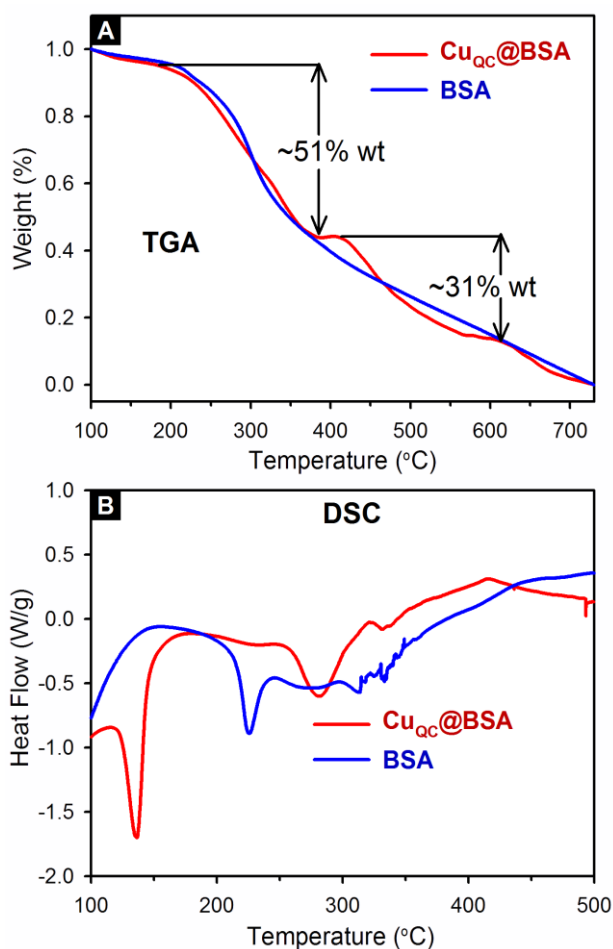 A
Cu_QC@BSA
BSA
~51% wt
~31% wt
TGA
Weight (%)
1.0
0.8
0.6
0.4
0.2
0.0
100 200 300 400 500 600 700
Temperature (°C)
B
DSC
Cu_QC@BSA
BSA
Heat Flow (W/g)
1.0
0.5
0.0
-0.5
-1.0
-1.5
-2.0
100 200 300 400 500
Temperature (°C)